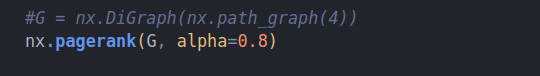 #G = nx.DiGraph(nx.path_graph(4))
nx.pagerank(G, alpha=0.8)